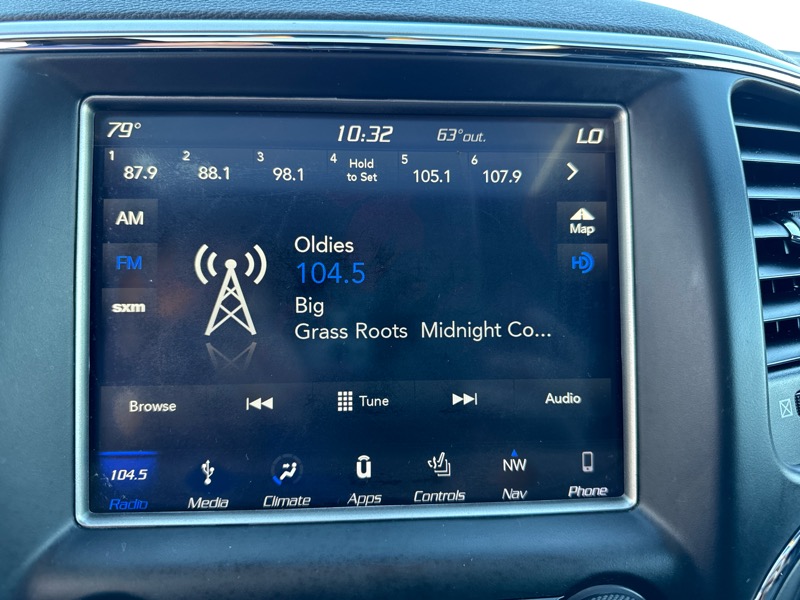 79° 10:32 63° out. LO
1 87.9 2 88.1 3 98.1 4 Hold to Set 5 105.1 6 107.9
AM
Map
FM
HD
sxm
Oldies
104.5
Big
Grass Roots Midnight Co...
Browse Tune Audio
104.5 NW
Radio Media Climate Apps Controls Nav Phone